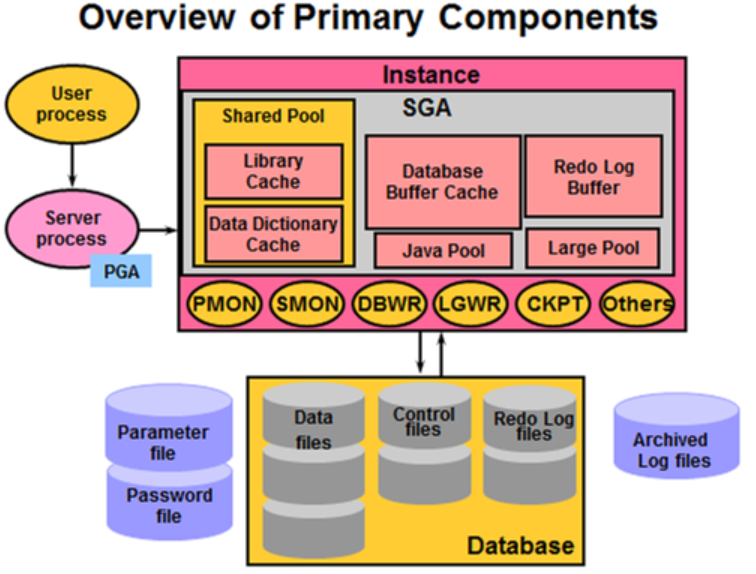 Overview of Primary Components
Instance
User
process
SGA
Shared Pool
Library
Cache
Database
Buffer Cache
Redo Log
Buffer
Server
process
Data Dictionary
Cache
Java Pool
Large Pool
PGA
PMON
SMON
DBWR
LGWR
CKPT
Others
Parameter
file
Password
file
Data
files
Control
files
Redo Log
files
Archived
Log files
Database